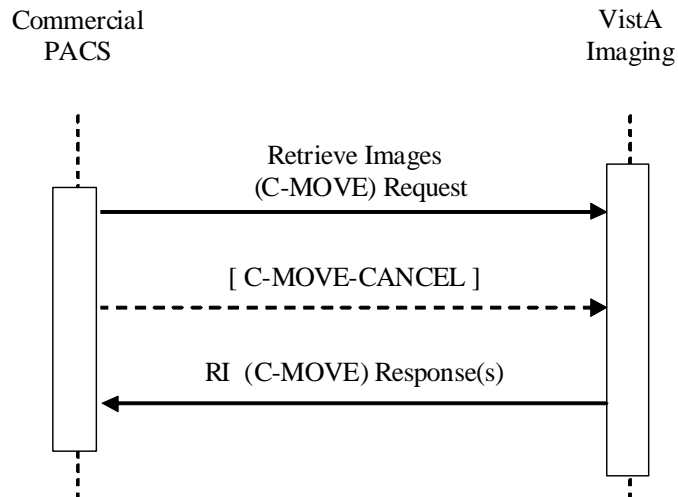 Commercial
PACS
VistA
Imaging
Retrieve Images
(C-MOVE) Request
[ C-MOVE-CANCEL ]
RI (C-MOVE) Response(s)